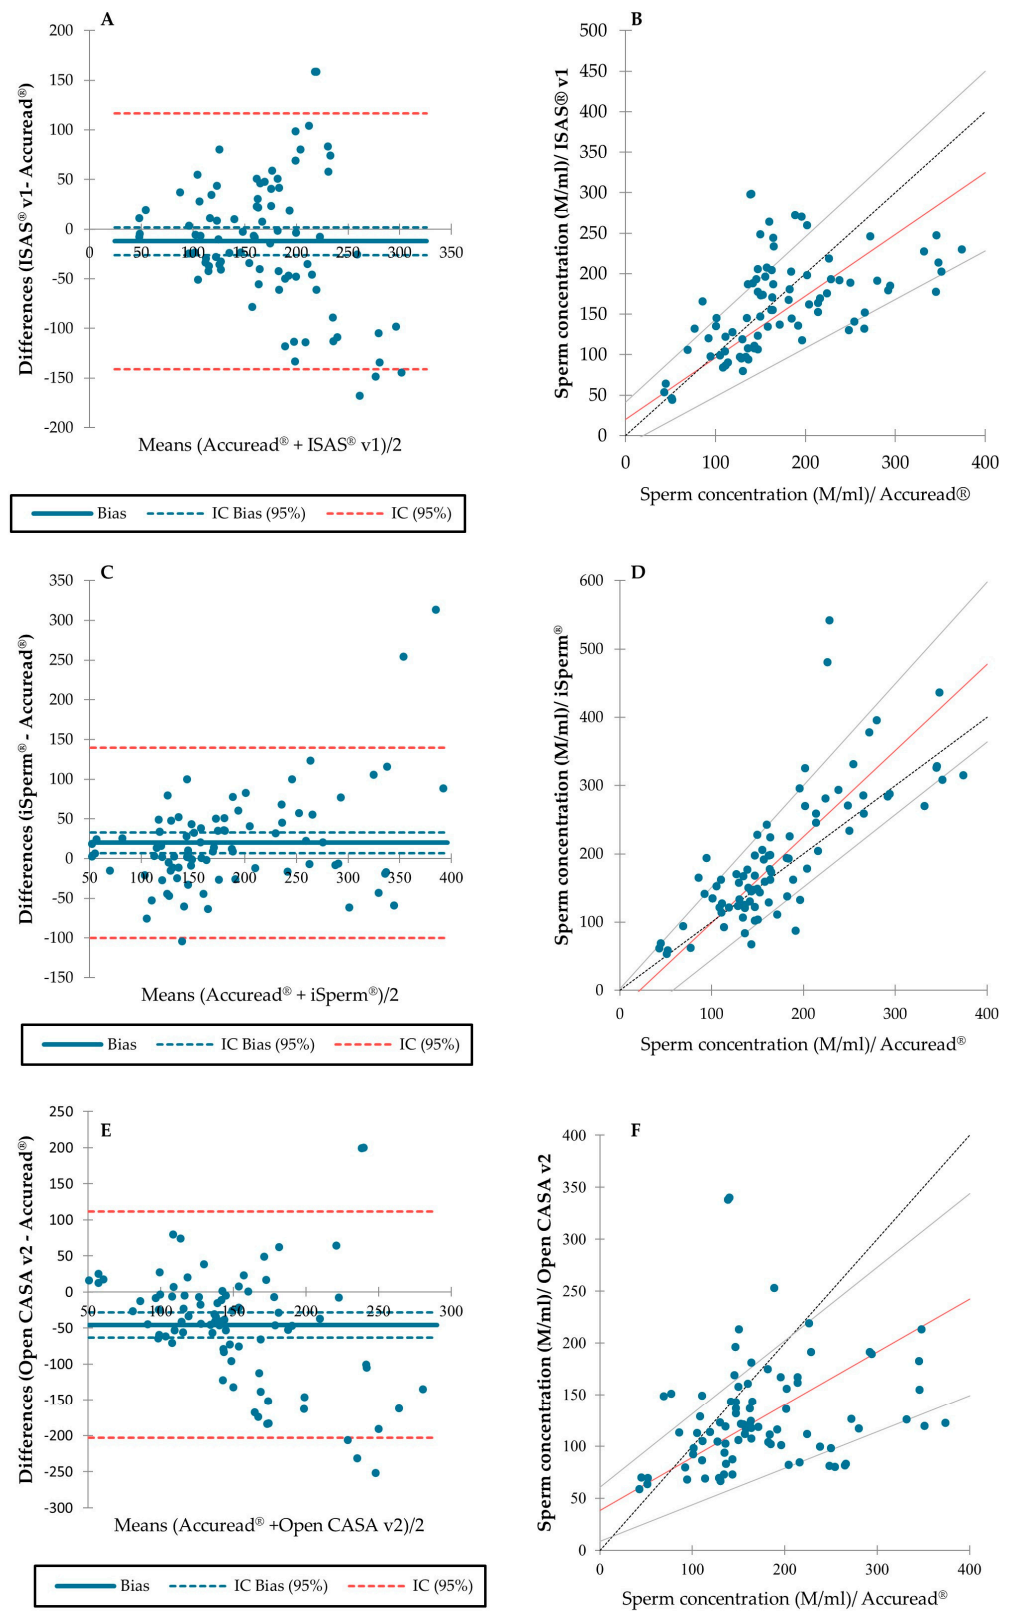 A
200
150
100
50
0
-50
-100
-150
-200
0 50 100 150 200 250 300 350
Differences (ISAS® v1- Accuread®)
Means (Accuread® + ISAS® v1)/2
Bias IC Bias (95%) IC (95%)
B
500
450
400
350
300
250
200
150
100
50
0
0 100 200 300 400
Sperm concentration (M/ml)/ ISAS® v1
Sperm concentration (M/ml)/ Accuread®
C
350
300
250
200
150
100
50
0
-50
-100
-150
50 100 150 200 250 300 350 400
Differences (iSperm® - Accuread®)
Means (Accuread® + iSperm®)/2
Bias IC Bias (95%) IC (95%)
D
600
500
400
300
200
100
0
0 100 200 300 400
Sperm concentration (M/ml)/ iSperm®
Sperm concentration (M/ml)/ Accuread®
E
250
200
150
100
50
0
-50
-100
-150
-200
-250
-300
50 100 150 200 250 300
Differences (Open CASA v2 - Accuread®)
Means (Accuread® +Open CASA v2)/2
Bias IC Bias (95%) IC (95%)
F
400
350
300
250
200
150
100
50
0
0 100 200 300 400
Sperm concentration (M/ml)/ Open CASA v2
Sperm concentration (M/ml)/ Accuread®